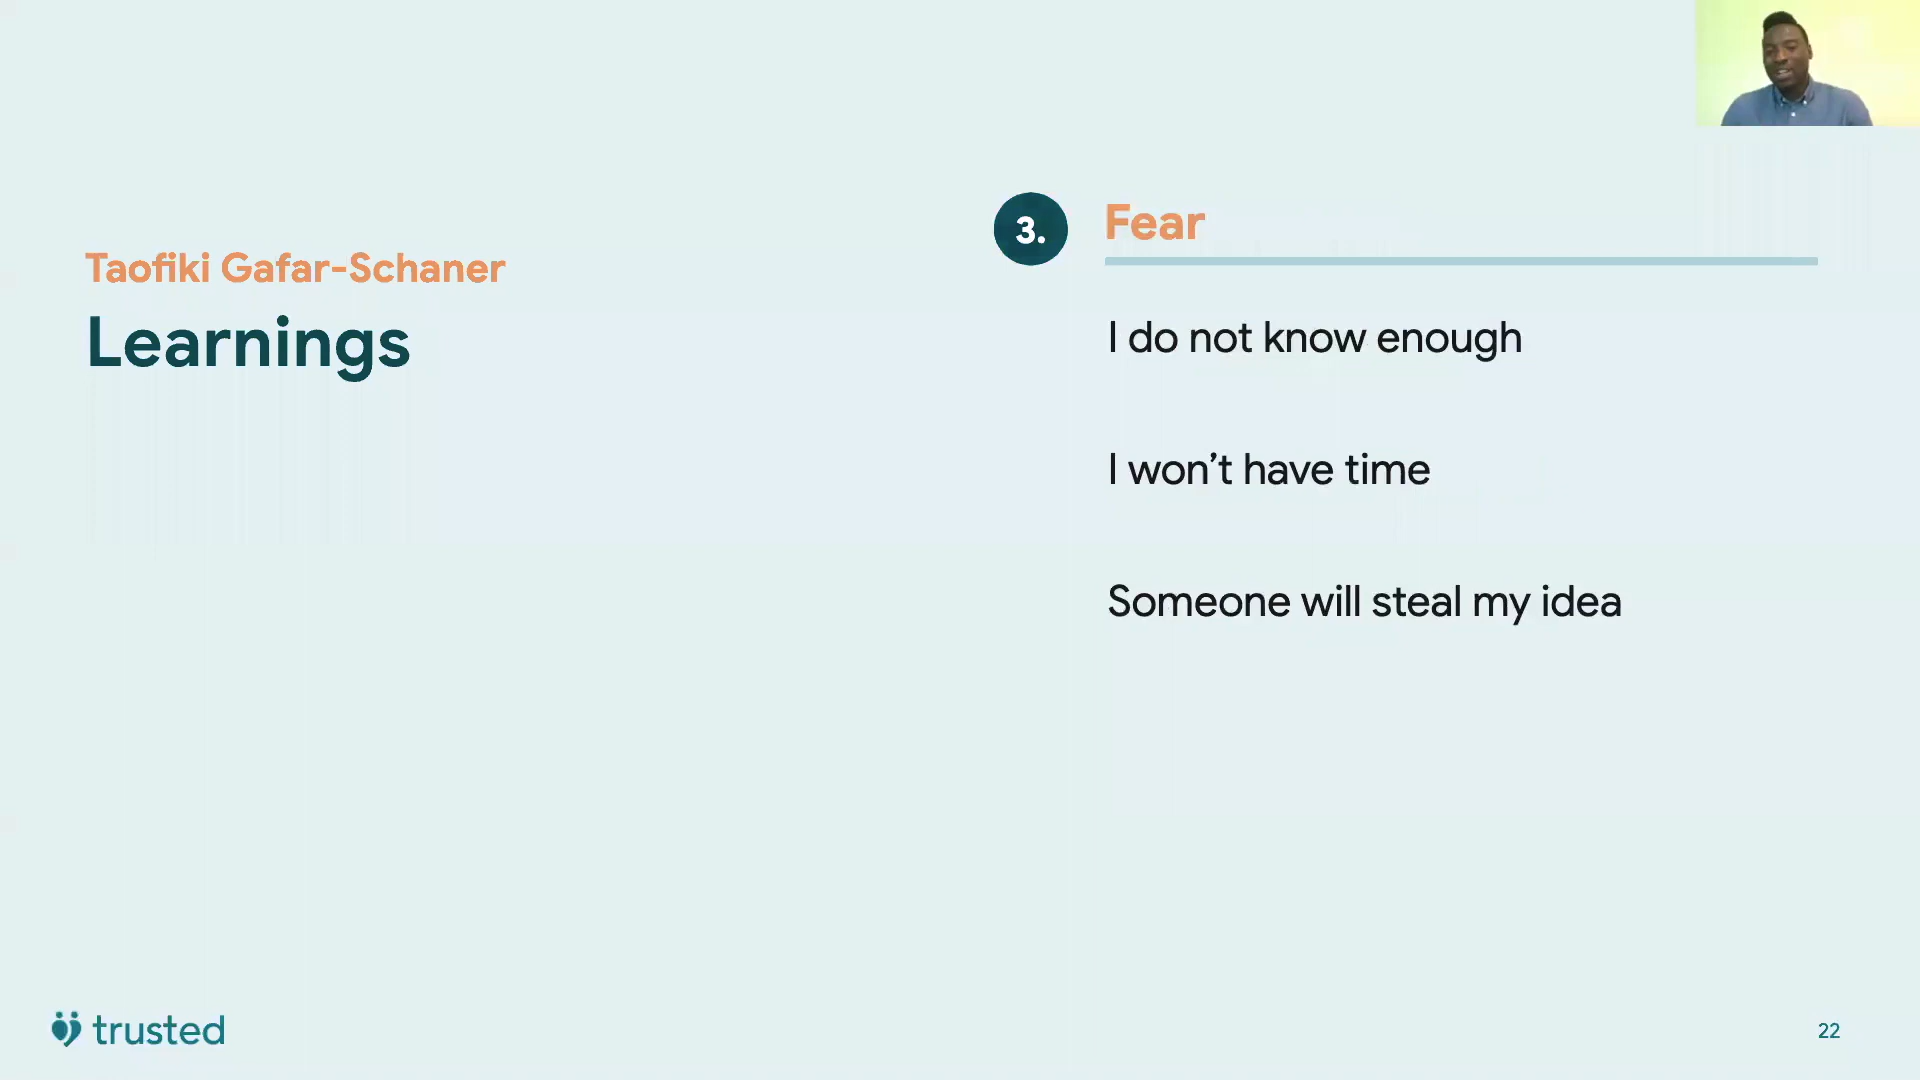 Taofiki Gafar-Schaner
Learnings
3.
Fear
I do not know enough
I won’t have time
Someone will steal my idea
trusted
22